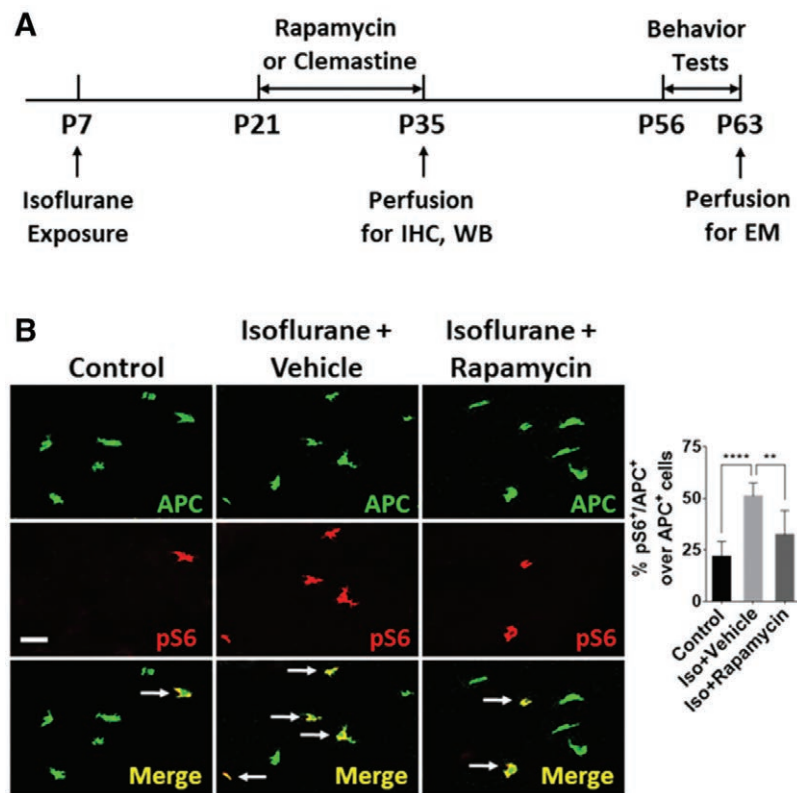 A
Rapamycin
or Clemastine
Behavior
Tests
P7
P21
P35
P56
P63
Isoflurane
Exposure
Perfusion
for IHC, WB
Perfusion
for EM
B
Control
Isoflurane +
Vehicle
Isoflurane +
Rapamycin
APC
APC
APC
pS6
pS6
pS6
Merge
Merge
Merge
% pS6⁺/APC⁺
over APC⁺ cells
75
50
25
0
****
**
Control
Iso+Vehicle
Iso+Rapamycin